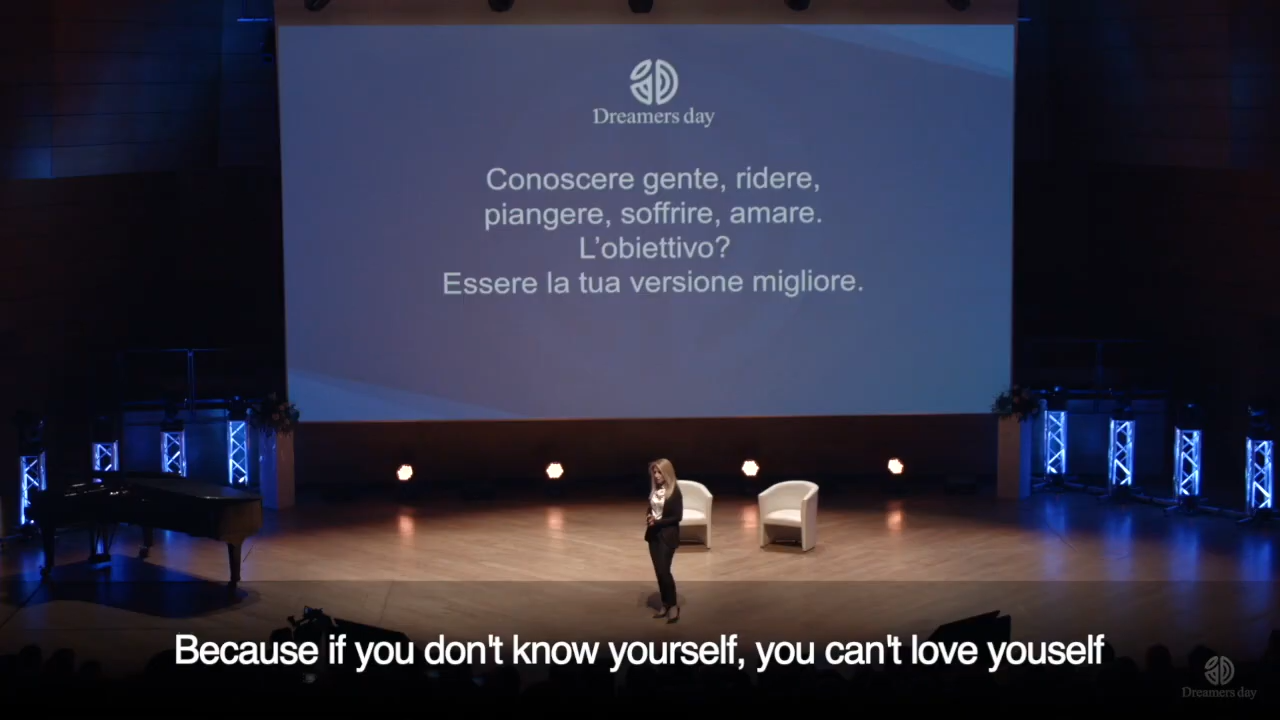 Dreamers day
Conoscere gente, ridere,
piangere, soffrire, amare.
L'obiettivo?
Essere la tua versione migliore.
Because if you don't know yourself, you can't love youself
Dreamers day